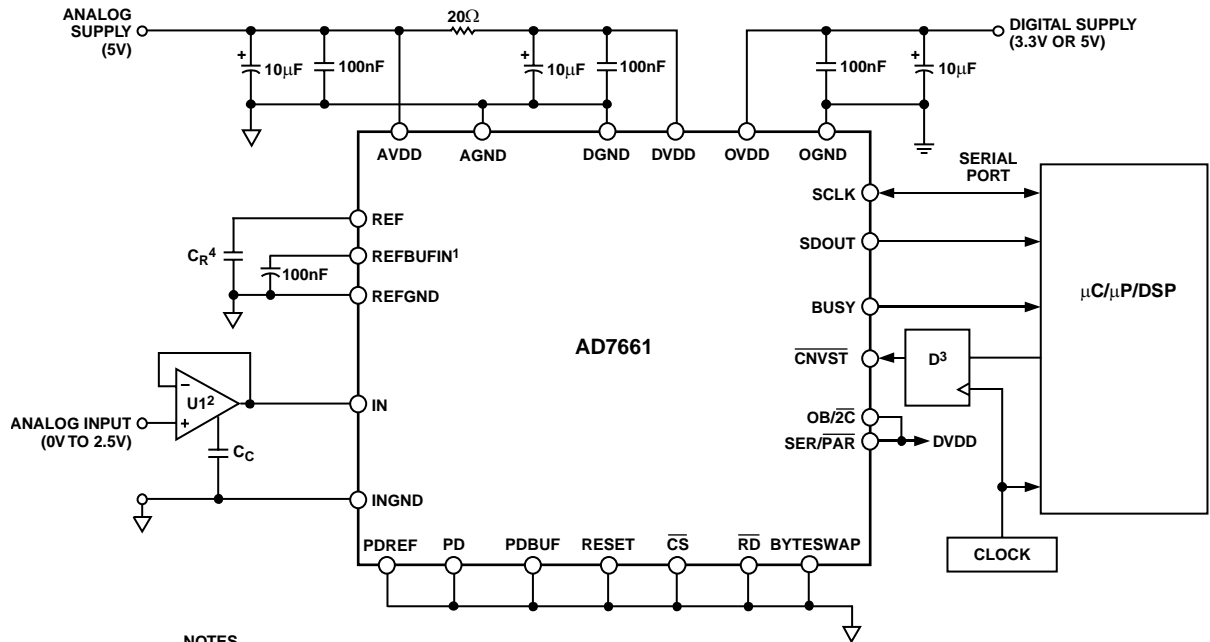 ANALOG
SUPPLY
(5V)
20Ω
DIGITAL SUPPLY
(3.3V OR 5V)
+
10μF
100nF
+
10μF
100nF
100nF
+
10μF
AVDD
AGND
DGND
DVDD
OVDD
OGND
SERIAL
PORT
SCLK
REF
CR4
REFBUFIN1
100nF
REFGND
SDOUT
BUSY
μC/μP/DSP
AD7661
CNVST
D3
–
U12
+
IN
ANALOG INPUT
(0V TO 2.5V)
CC
OB/2C
SER/PAR
DVDD
INGND
PDREF
PD
PDBUF
RESET
CS
RD
BYTESWAP
CLOCK
NOTES